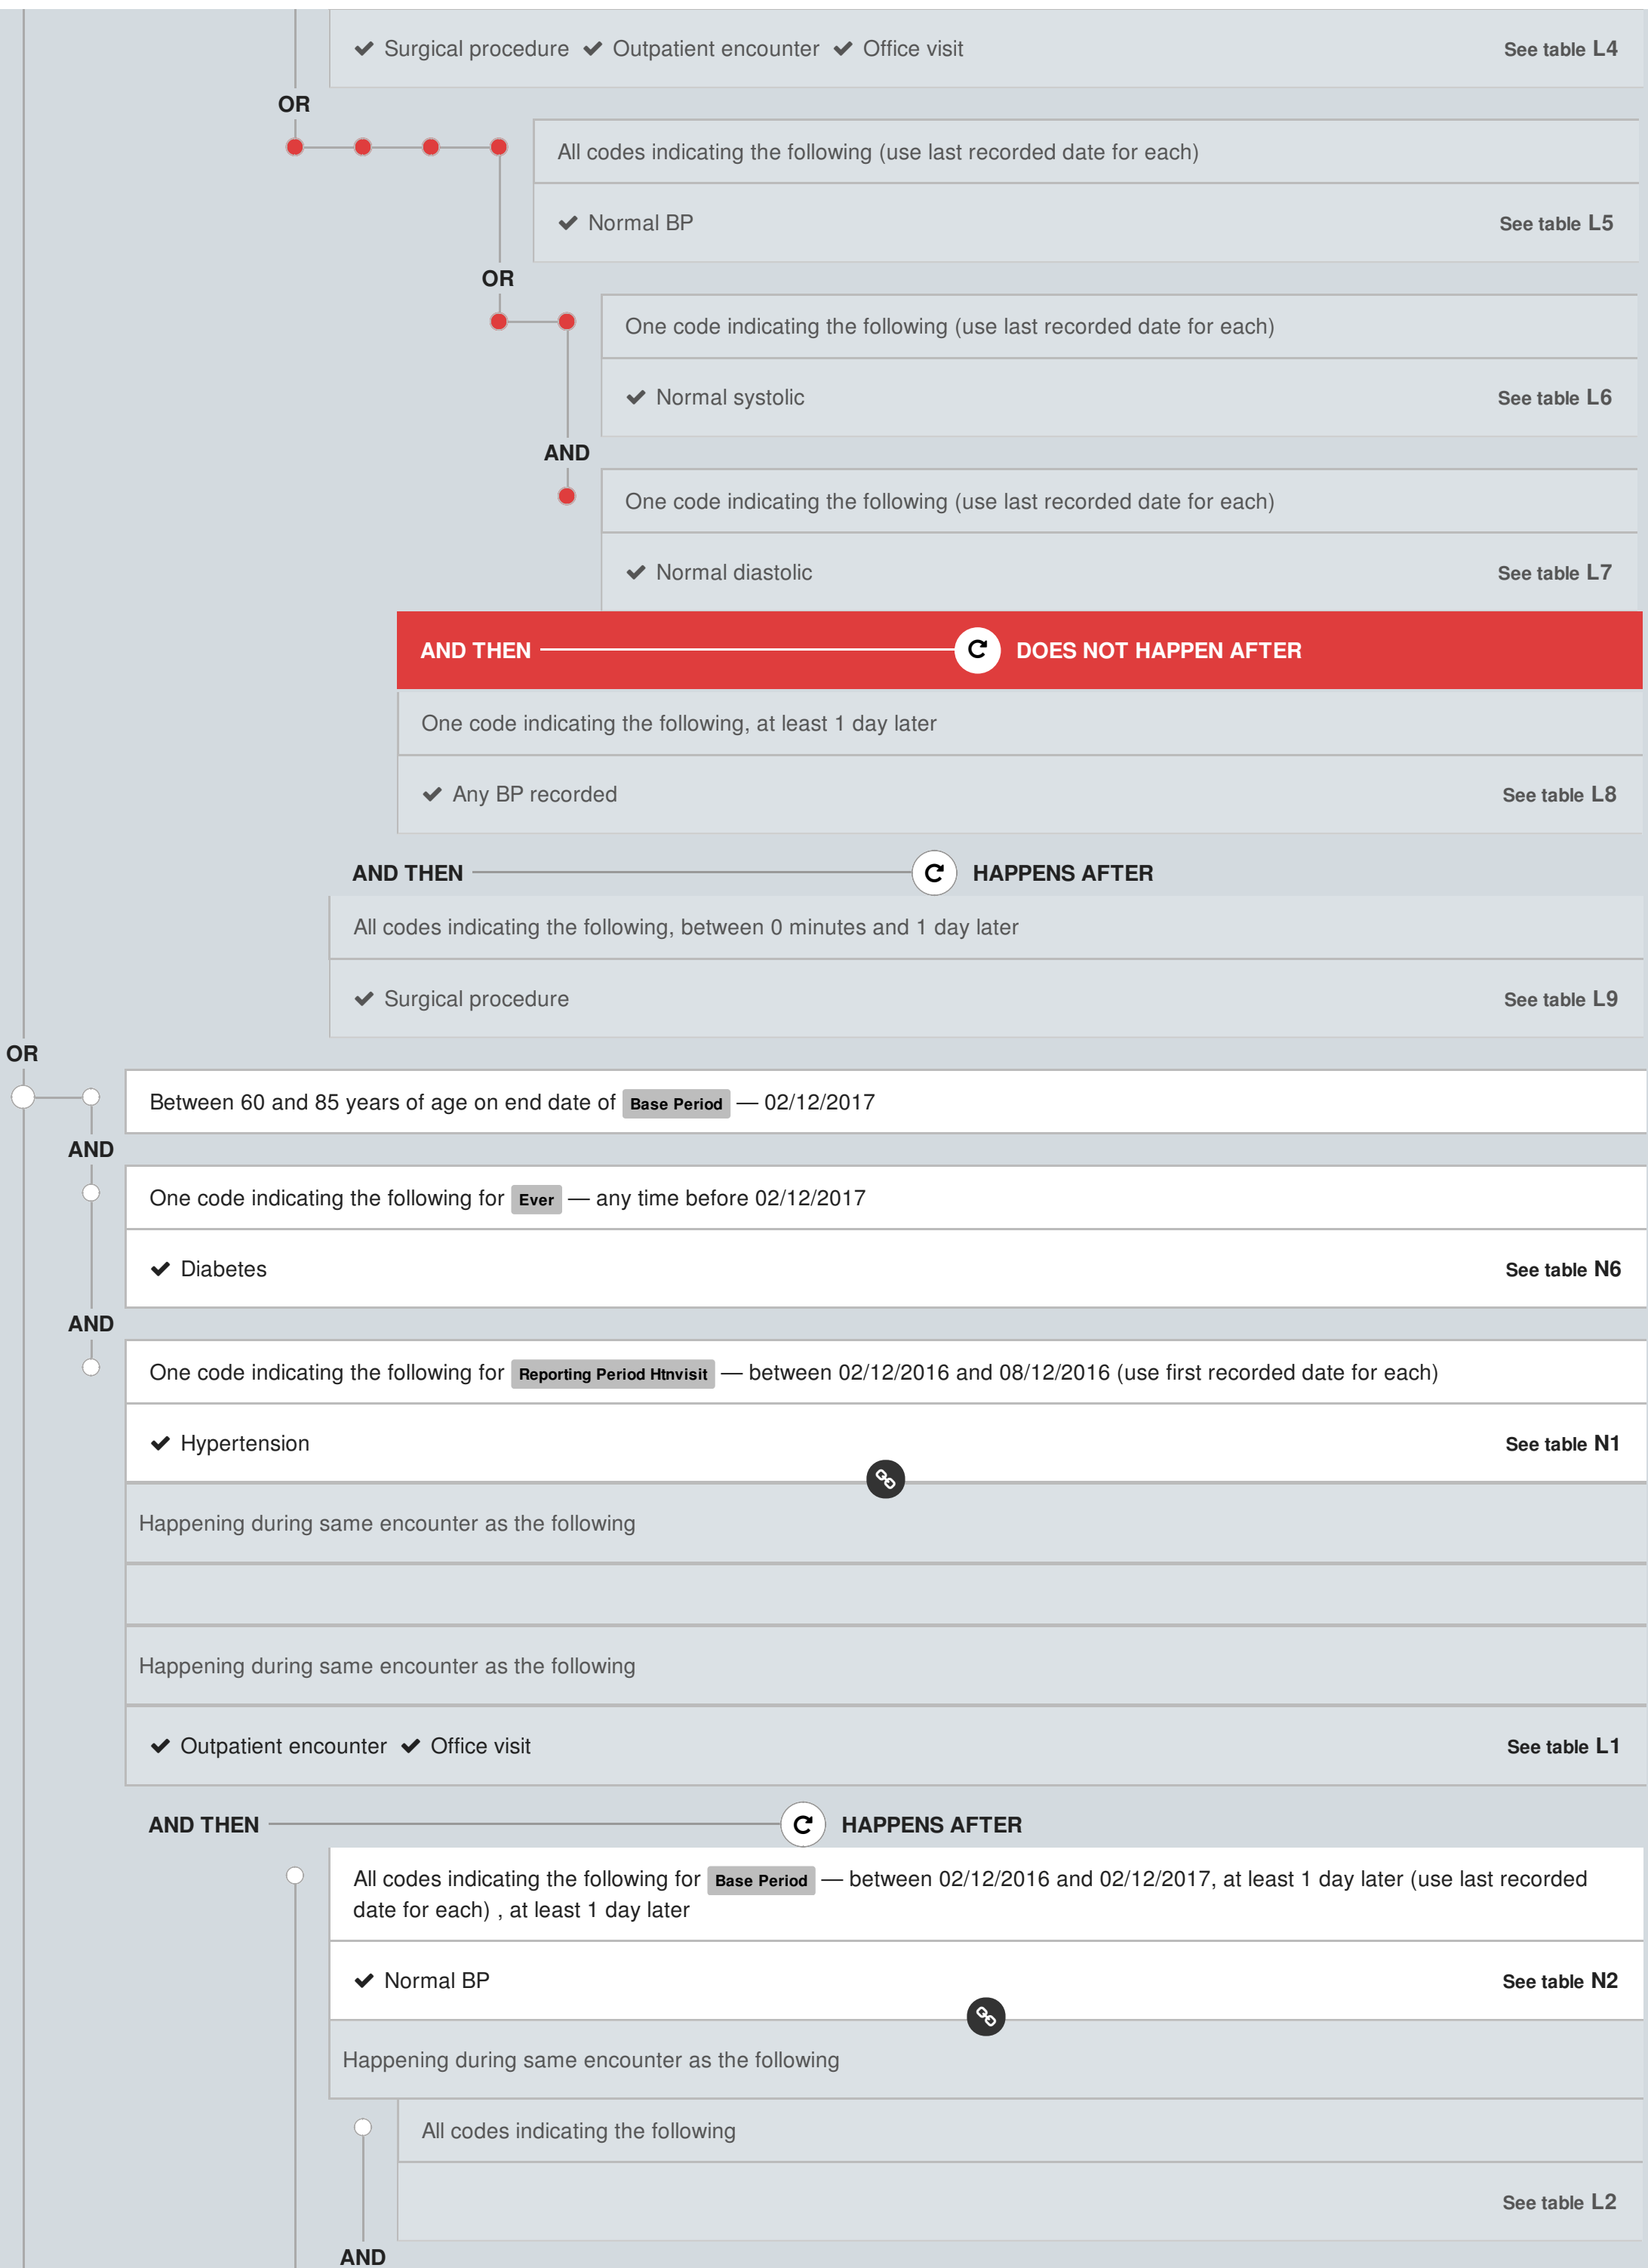 Surgical procedure Outpatient encounter Office visit See table L4
OR
All codes indicating the following (use last recorded date for each)
Normal BP See table L5
OR
One code indicating the following (use last recorded date for each)
Normal systolic See table L6
AND
One code indicating the following (use last recorded date for each)
Normal diastolic See table L7
AND THEN DOES NOT HAPPEN AFTER
One code indicating the following, at least 1 day later
Any BP recorded See table L8
AND THEN HAPPENS AFTER
All codes indicating the following, between 0 minutes and 1 day later
Surgical procedure See table L9
OR
Between 60 and 85 years of age on end date of Base Period — 02/12/2017
AND
One code indicating the following for Ever — any time before 02/12/2017
Diabetes See table N6
AND
One code indicating the following for Reporting Period Htnvisit — between 02/12/2016 and 08/12/2016 (use first recorded date for each)
Hypertension See table N1
Happening during same encounter as the following
Happening during same encounter as the following
Outpatient encounter Office visit See table L1
AND THEN HAPPENS AFTER
All codes indicating the following for Base Period — between 02/12/2016 and 02/12/2017, at least 1 day later (use last recorded
date for each) , at least 1 day later
Normal BP See table N2
Happening during same encounter as the following
All codes indicating the following
See table L2
AND